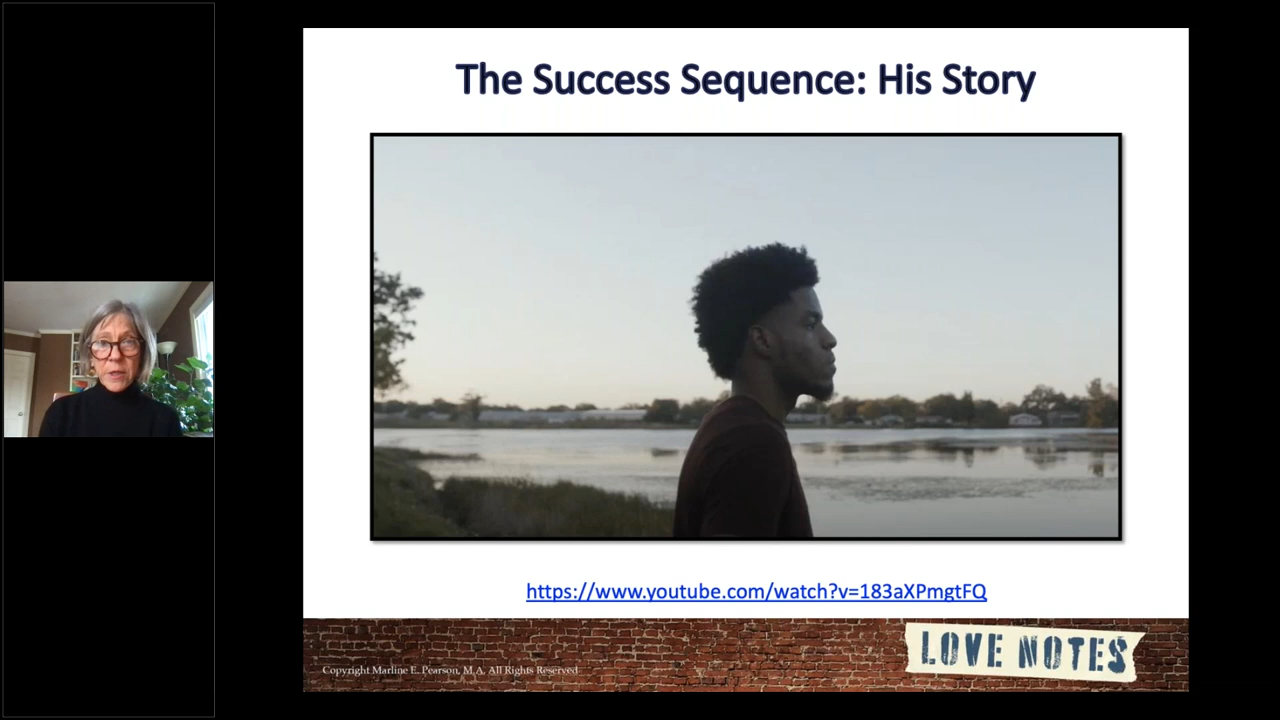 The Success Sequence: His Story
https://www.youtube.com/watch?v=183aXPmgtFQ
Copyright Marline E. Pearson, M.A. All Rights Reserved
LOVE NOTES